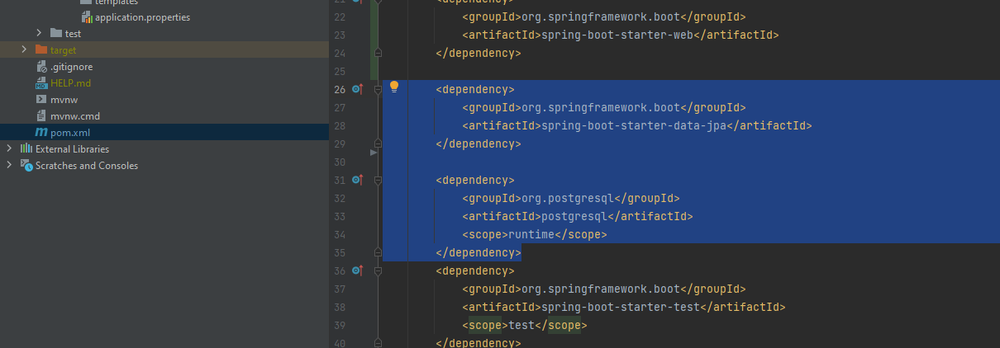 templates
application.properties
test
target
.gitignore
HELP.md
mvnw
mvnw.cmd
pom.xml
External Libraries
Scratches and Consoles
21 <dependency>
22 <groupId>org.springframework.boot</groupId>
23 <artifactId>spring-boot-starter-web</artifactId>
24 </dependency>
25
26 <dependency>
27 <groupId>org.springframework.boot</groupId>
28 <artifactId>spring-boot-starter-data-jpa</artifactId>
29 </dependency>
30
31 <dependency>
32 <groupId>org.postgresql</groupId>
33 <artifactId>postgresql</artifactId>
34 <scope>runtime</scope>
35 </dependency>
36 <dependency>
37 <groupId>org.springframework.boot</groupId>
38 <artifactId>spring-boot-starter-test</artifactId>
39 <scope>test</scope>
40 </dependency>